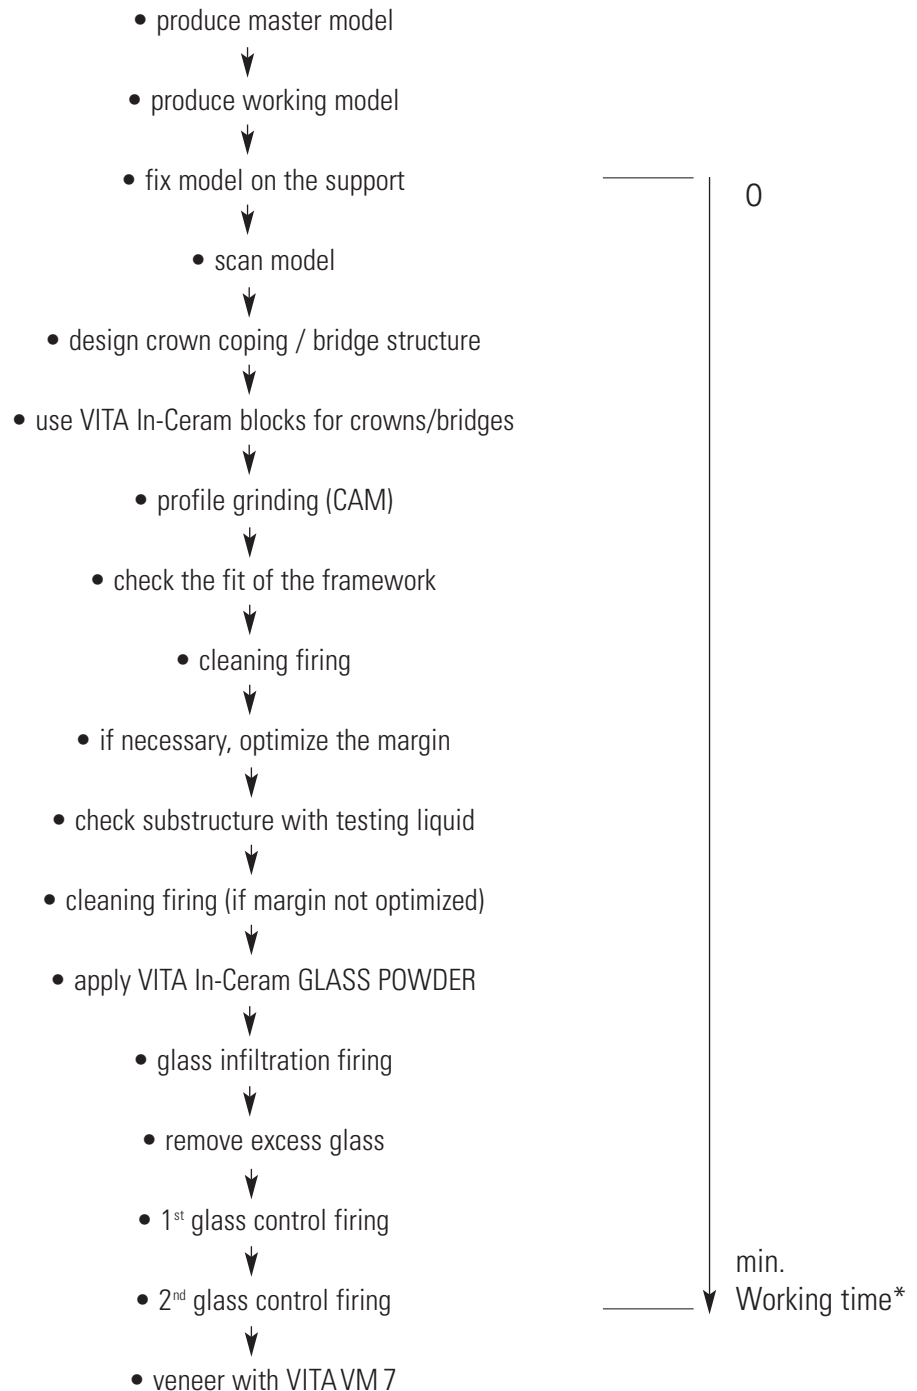 • produce master model
• produce working model
• fix model on the support
0
• scan model
• design crown coping / bridge structure
• use VITA In-Ceram blocks for crowns/bridges
• profile grinding (CAM)
• check the fit of the framework
• cleaning firing
• if necessary, optimize the margin
• check substructure with testing liquid
• cleaning firing (if margin not optimized)
• apply VITA In-Ceram GLASS POWDER
• glass infiltration firing
• remove excess glass
• 1st glass control firing
min.
• 2nd glass control firing
Working time*
• veneer with VITA VM 7